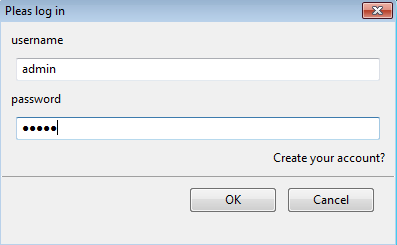 Pleas log in
username
admin
password
●●●●●
Create your account?
OK
Cancel